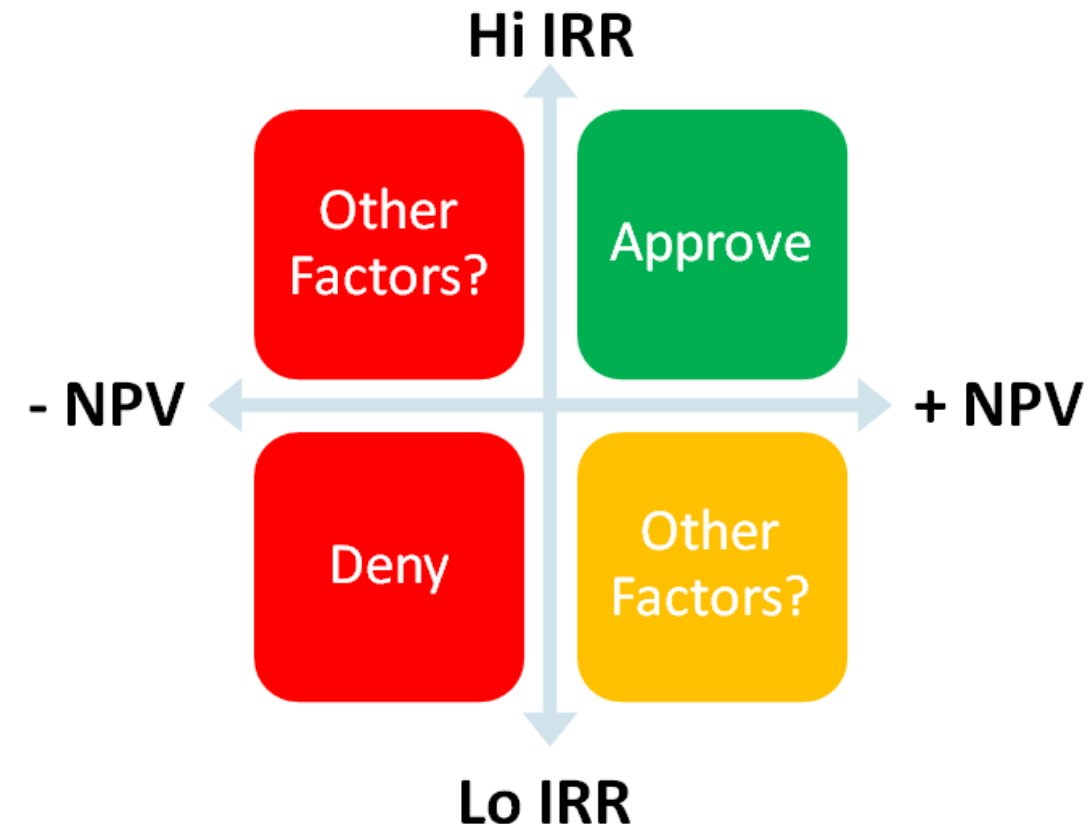 Hi IRR
Other
Factors?
Approve
- NPV
+ NPV
Deny
Other
Factors?
Lo IRR